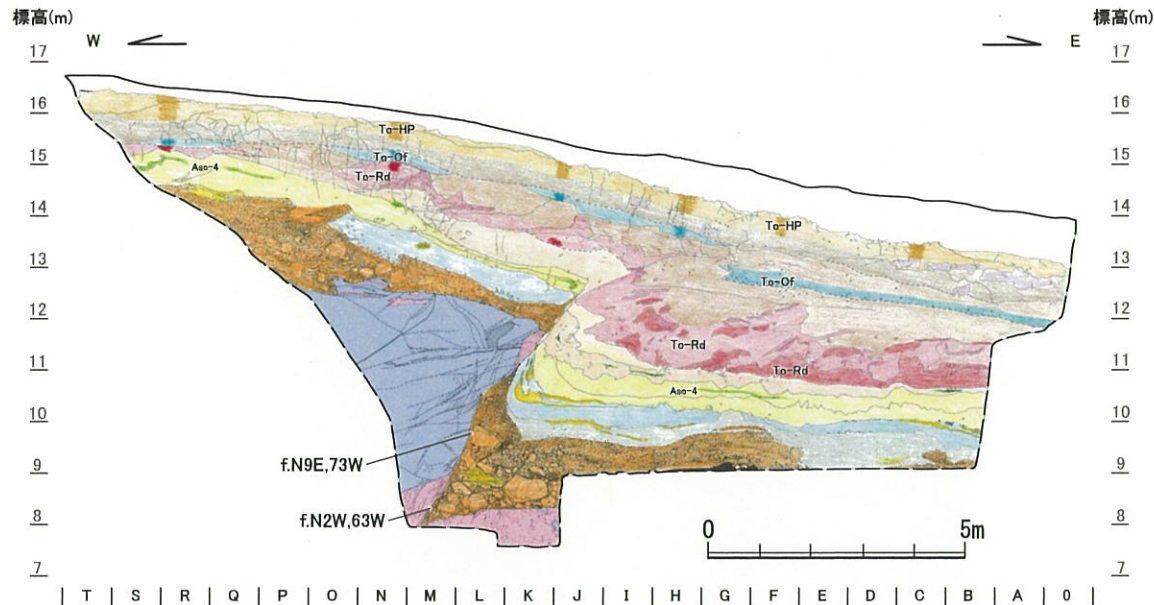 標高(m)
標高(m)
W
E
17
17
16
16
15
15
14
14
13
13
12
12
11
11
10
10
9
9
8
8
7
7
To-HP
To-Of
To-Rd
Aso-4
To-HP
To-Of
To-Rd
To-Rd
Aso-4
f.N9E,73W
f.N2W,63W
0 5m
T S R Q P O N M L K J I H G F E D C B A 0